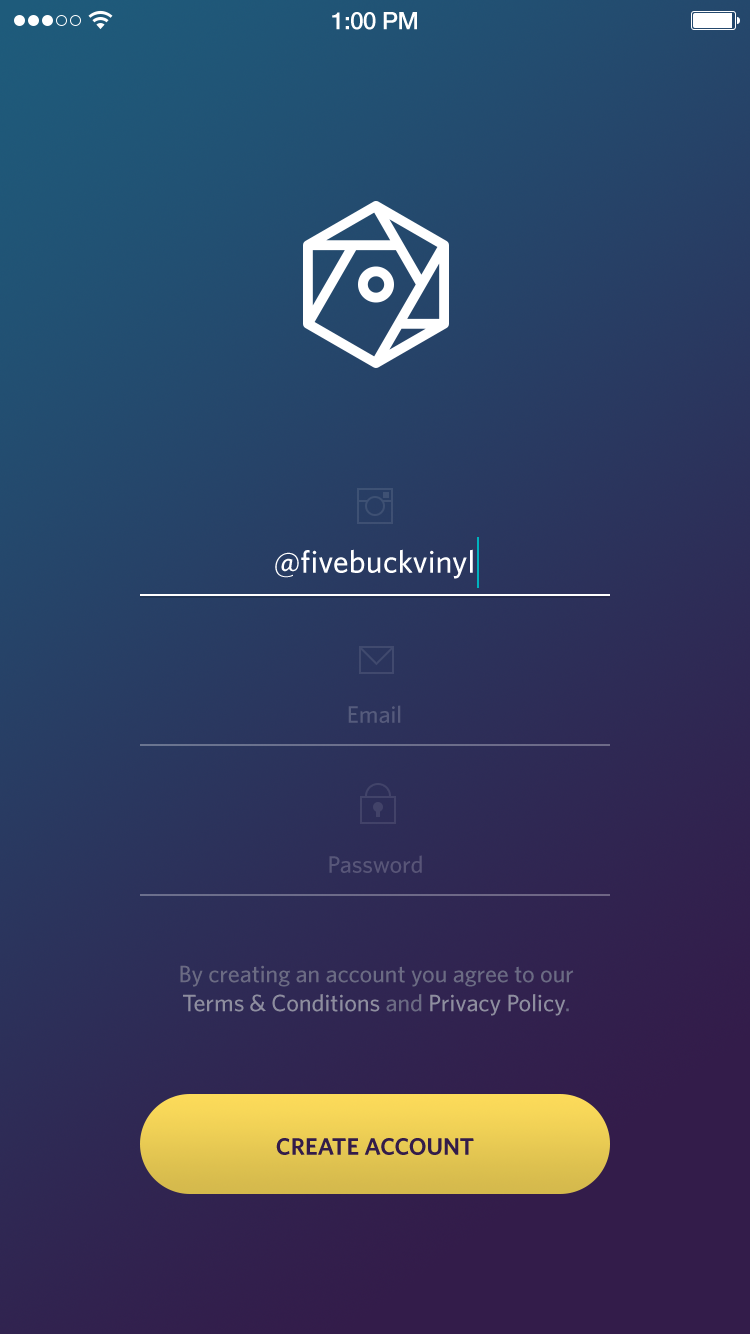 1:00 PM
@fivebuckvinyl
Email
Password
By creating an account you agree to our
Terms & Conditions and Privacy Policy.
CREATE ACCOUNT